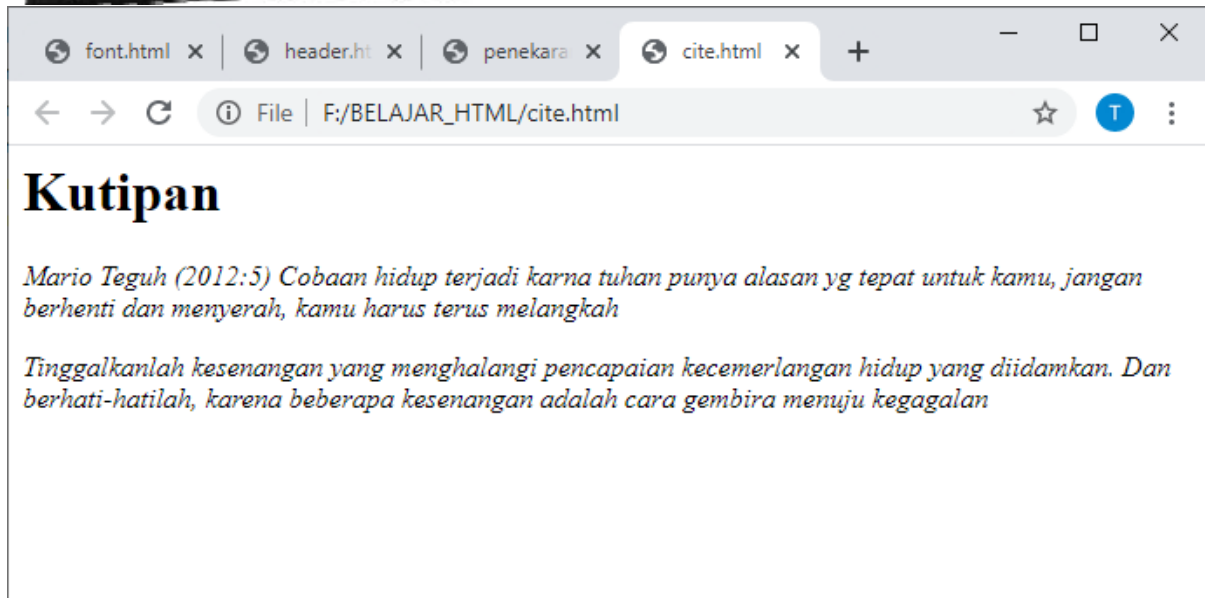 font.html
header.ht
penekara
cite.html
File
F:/BELAJAR_HTML/cite.html
T
Kutipan
Mario Teguh (2012:5) Cobaan hidup terjadi karna tuhan punya alasan yg tepat untuk kamu, jangan
berhenti dan menyerah, kamu harus terus melangkah
Tinggalkanlah kesenangan yang menghalangi pencapaian kecemerlangan hidup yang diidamkan. Dan
berhati-hatilah, karena beberapa kesenangan adalah cara gembira menuju kegagalan